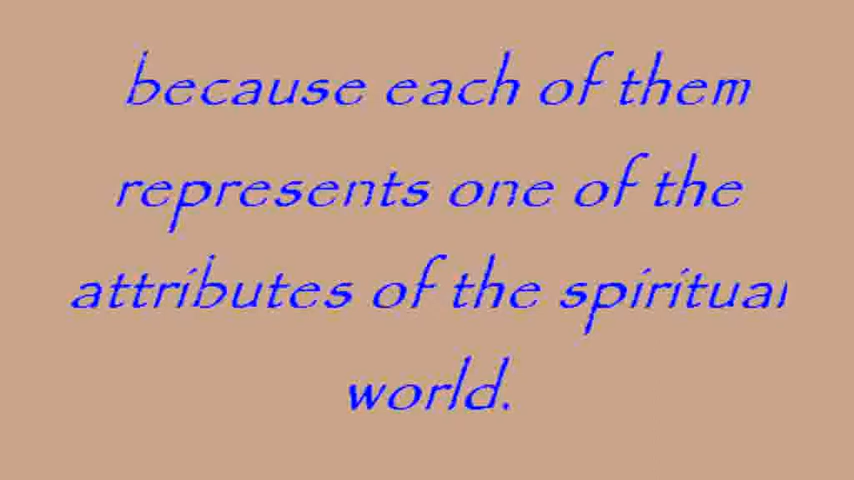 because each of them
represents one of the
attributes of the spiritual
world.